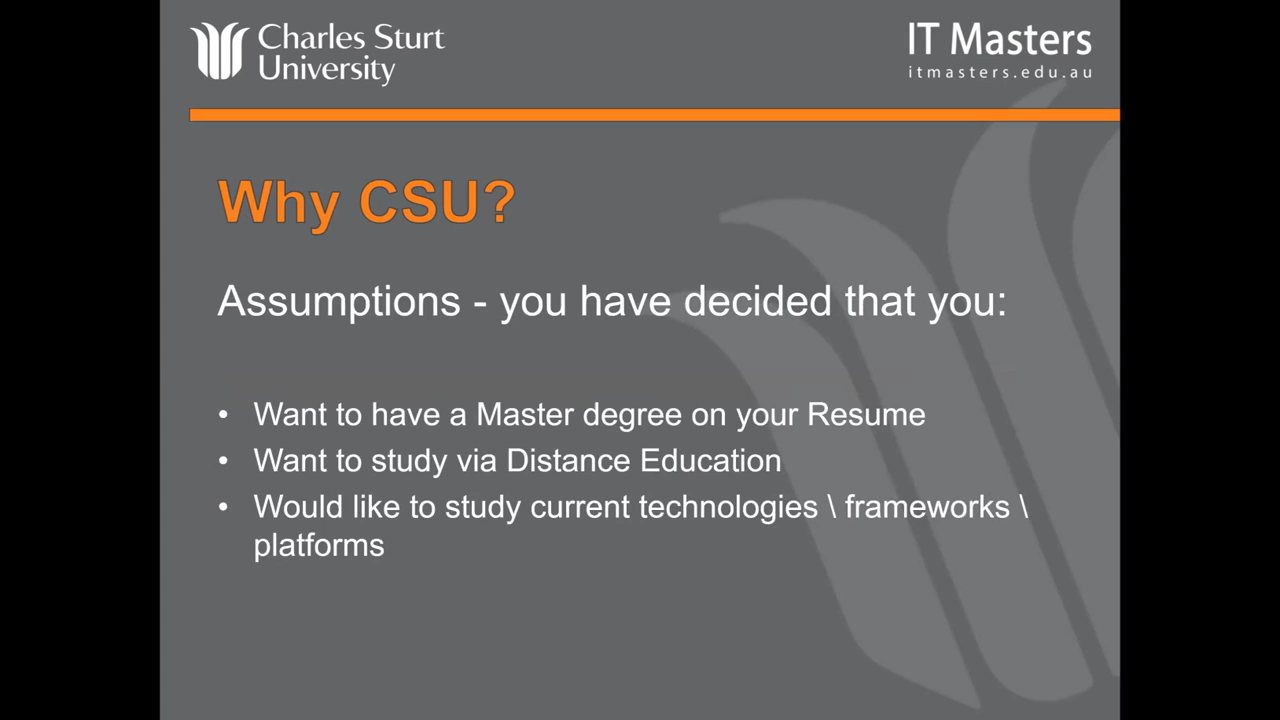 Charles Sturt
University
IT Masters
itmasters.edu.au
Why CSU?
Assumptions - you have decided that you:
• Want to have a Master degree on your Resume
• Want to study via Distance Education
• Would like to study current technologies \ frameworks \
platforms